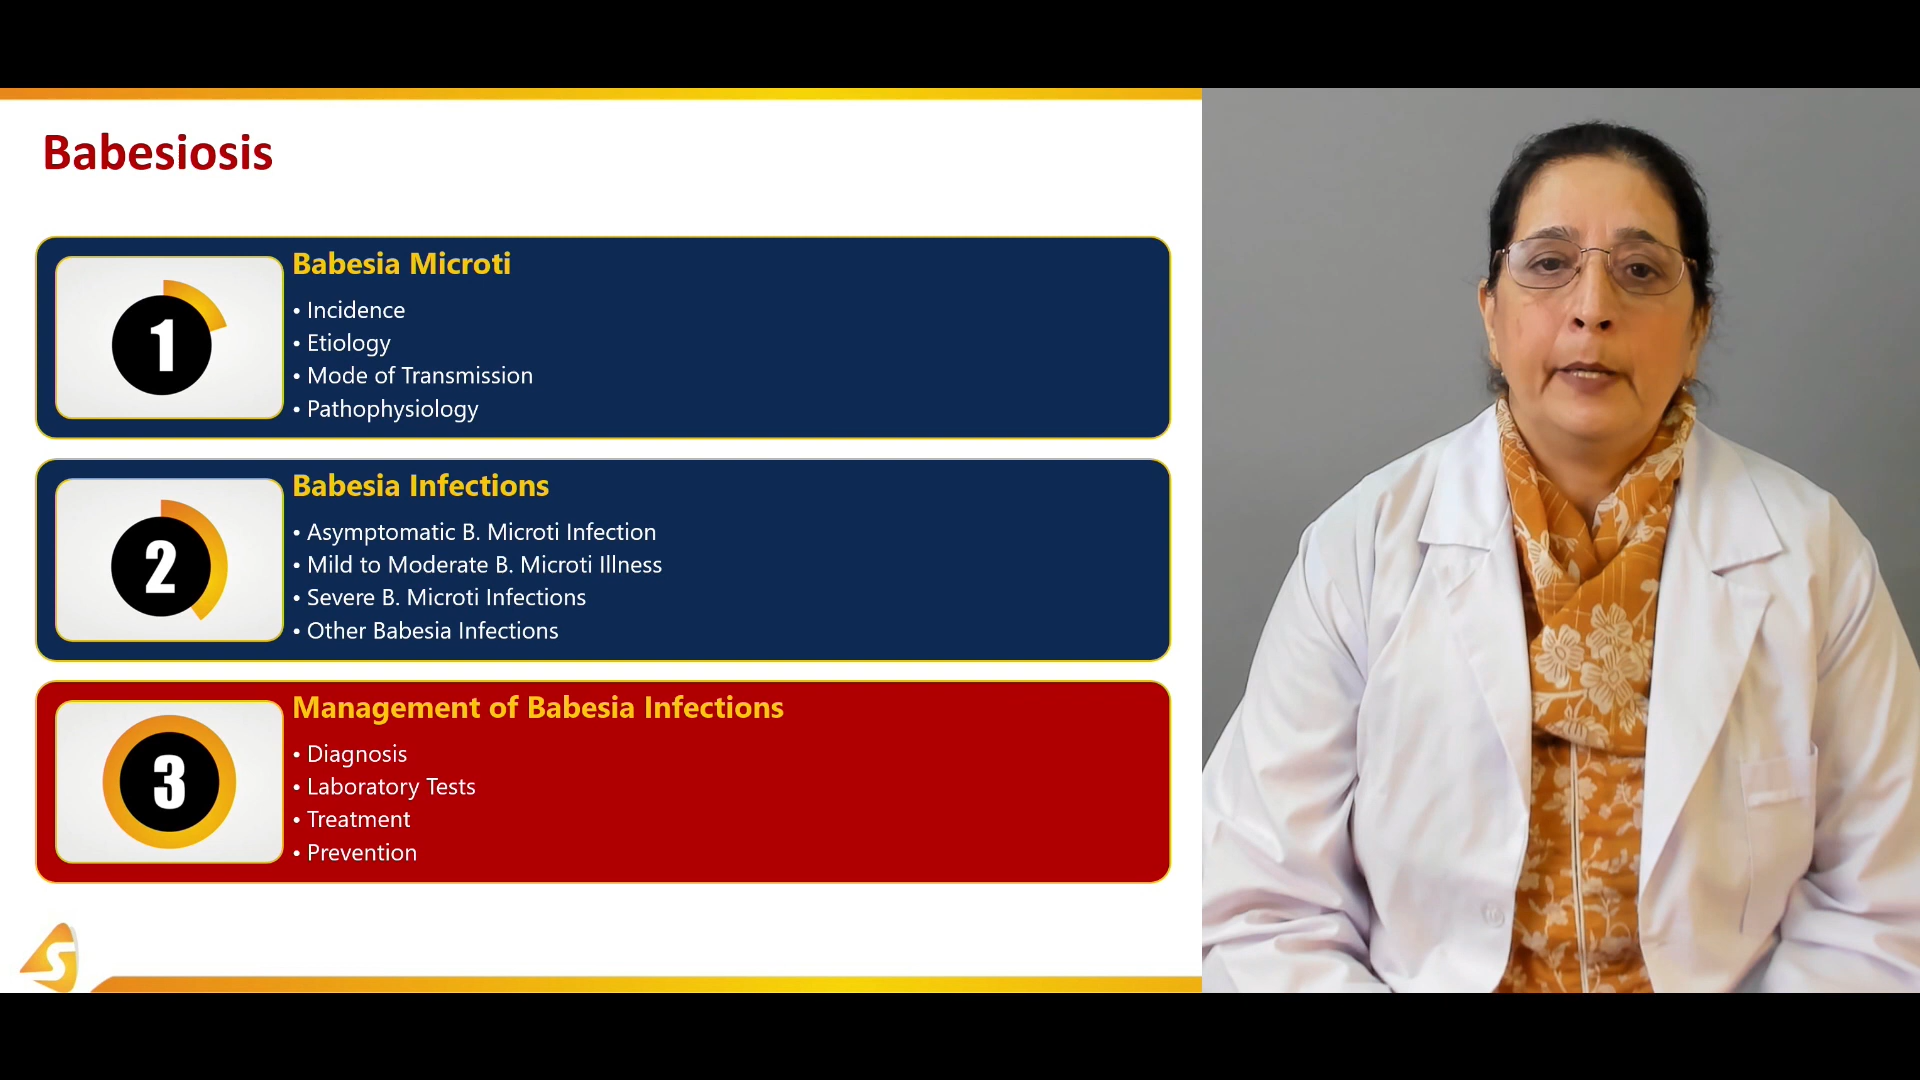 Babesiosis
1
Babesia Microti
• Incidence
• Etiology
• Mode of Transmission
• Pathophysiology
2
Babesia Infections
• Asymptomatic B. Microti Infection
• Mild to Moderate B. Microti Illness
• Severe B. Microti Infections
• Other Babesia Infections
3
Management of Babesia Infections
• Diagnosis
• Laboratory Tests
• Treatment
• Prevention
S